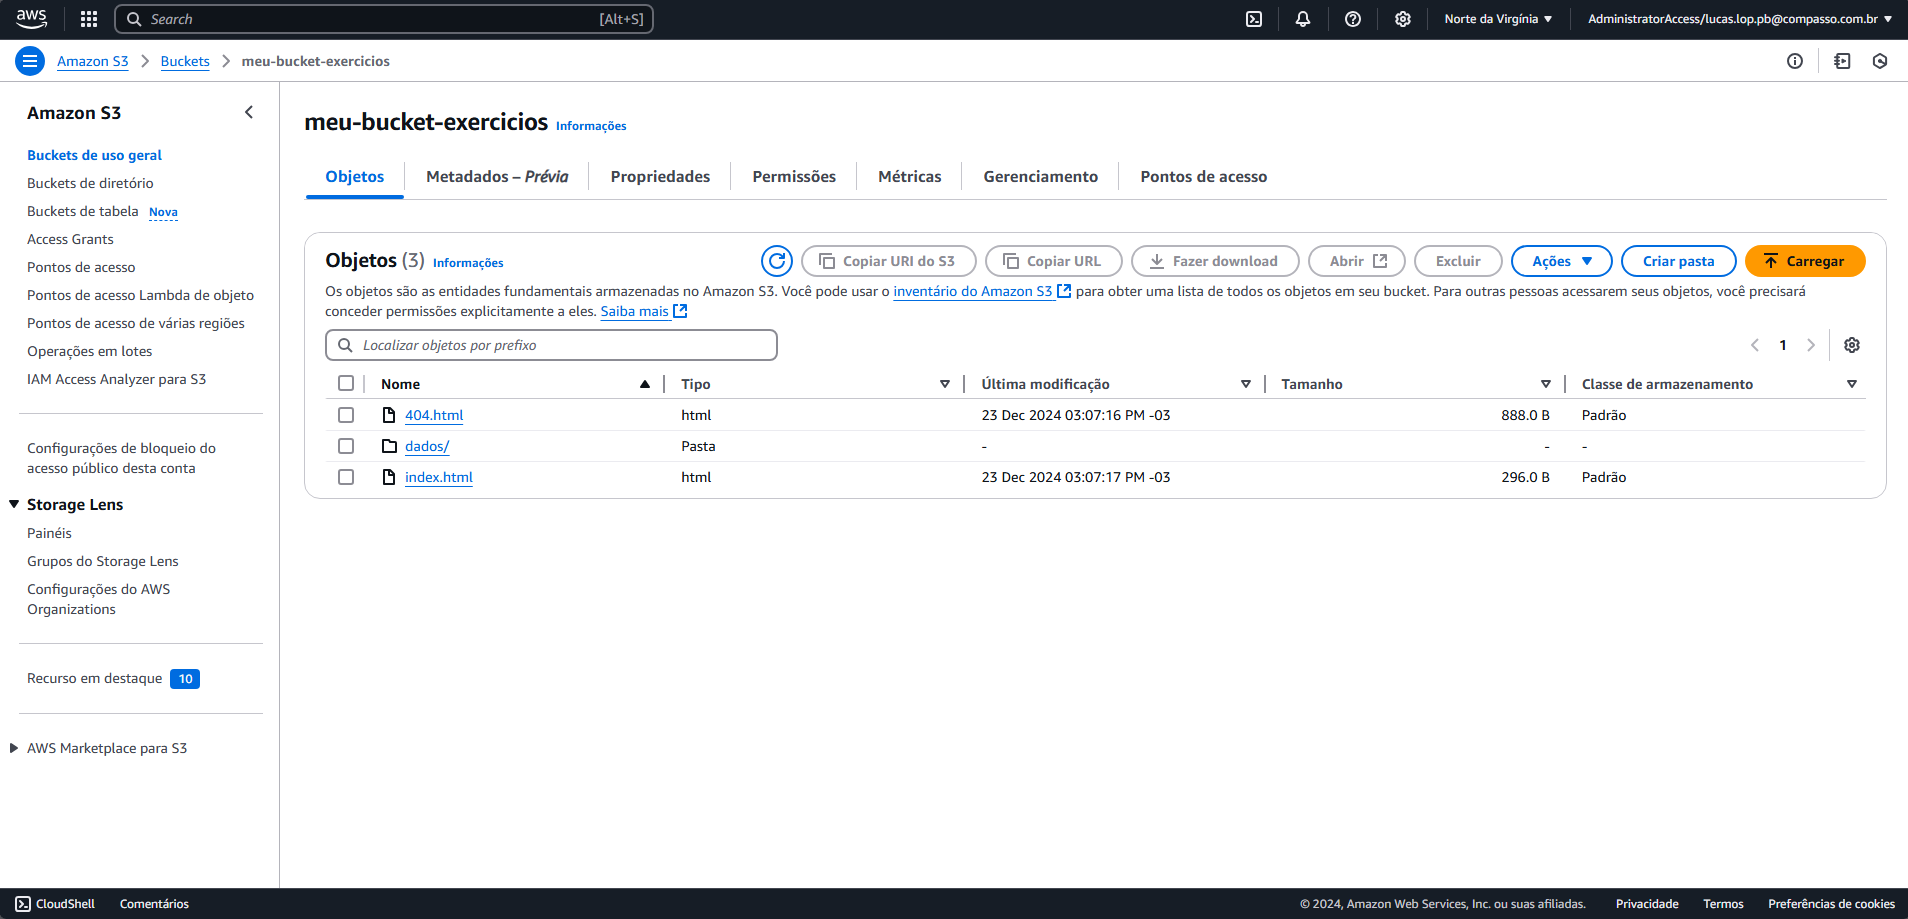 aws Search [Alt+S] Norte da Virgínia AdministratorAccess/lucas.lop.pb@compasso.com.br
Amazon S3 > Buckets > meu-bucket-exercicios
Amazon S3
Buckets de uso geral
Buckets de diretório
Buckets de tabela Nova
Access Grants
Pontos de acesso
Pontos de acesso Lambda de objeto
Pontos de acesso de várias regiões
Operações em lotes
IAM Access Analyzer para S3
Configurações de bloqueio do
acesso público desta conta
Storage Lens
Painéis
Grupos do Storage Lens
Configurações do AWS
Organizations
Recurso em destaque 10
AWS Marketplace para S3
meu-bucket-exercicios Informações
Objetos Metadados – Prévia Propriedades Permissões Métricas Gerenciamento Pontos de acesso
Objetos (3) Informações Copiar URI do S3 Copiar URL Fazer download Abrir Excluir Ações Criar pasta Carregar
Os objetos são as entidades fundamentais armazenadas no Amazon S3. Você pode usar o inventário do Amazon S3 para obter uma lista de todos os objetos em seu bucket. Para outras pessoas acessarem seus objetos, você precisará
conceder permissões explicitamente a eles. Saiba mais
Localizar objetos por prefixo 1
Nome Tipo Última modificação Tamanho Classe de armazenamento
404.html html 23 Dec 2024 03:07:16 PM -03 888.0 B Padrão
dados/ Pasta - - -
index.html html 23 Dec 2024 03:07:17 PM -03 296.0 B Padrão
CloudShell Comentários © 2024, Amazon Web Services, Inc. ou suas afiliadas. Privacidade Termos Preferências de cookies